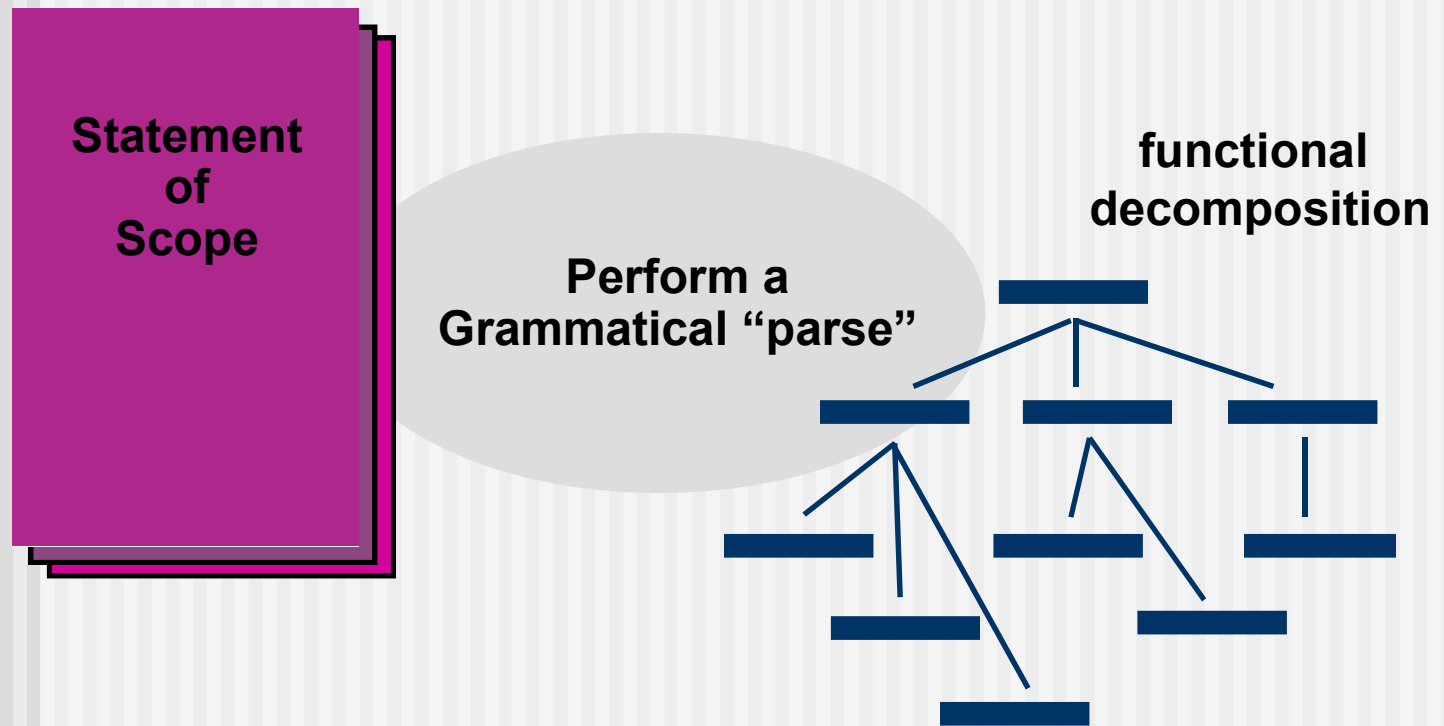 Statement
of
Scope
Perform a
Grammatical “parse”
functional
decomposition